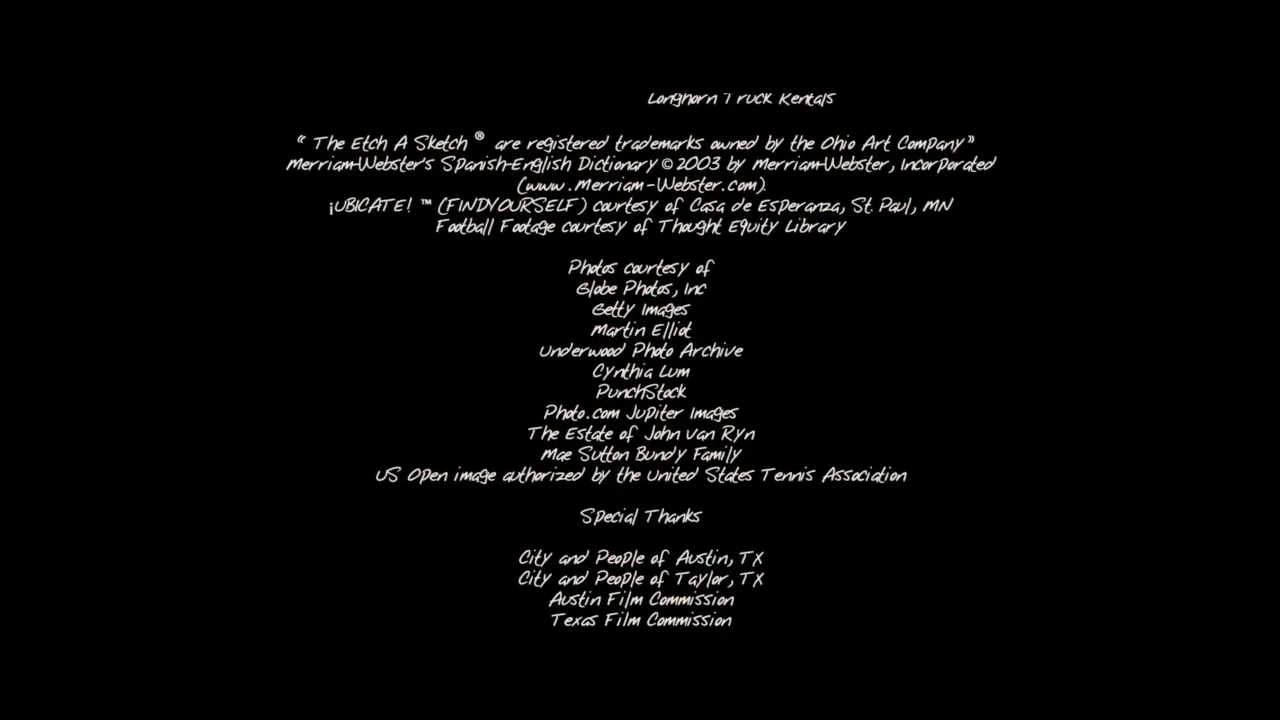 Longhorn Truck Rentals
“ The Etch A Sketch ® are registered trademarks owned by the Ohio Art Company”
Merriam-Webster's Spanish-English Dictionary © 2003 by Merriam-Webster, Incorporated
(www.Merriam-Webster.com).
¡UBICATE! ™ (FINDYOURSELF) courtesy of Casa de Esperanza, St. Paul, MN
Football Footage courtesy of Thought Equity Library
Photos courtesy of
Globe Photos, Inc
Getty Images
Martin Elliot
Underwood Photo Archive
Cynthia Lum
PunchStock
Photo.com Jupiter Images
The Estate of John Van Ryn
Mae Sutton Bundy Family
US Open image authorized by the United States Tennis Association
Special Thanks
City and People of Austin, TX
City and People of Taylor, TX
Austin Film Commission
Texas Film Commission